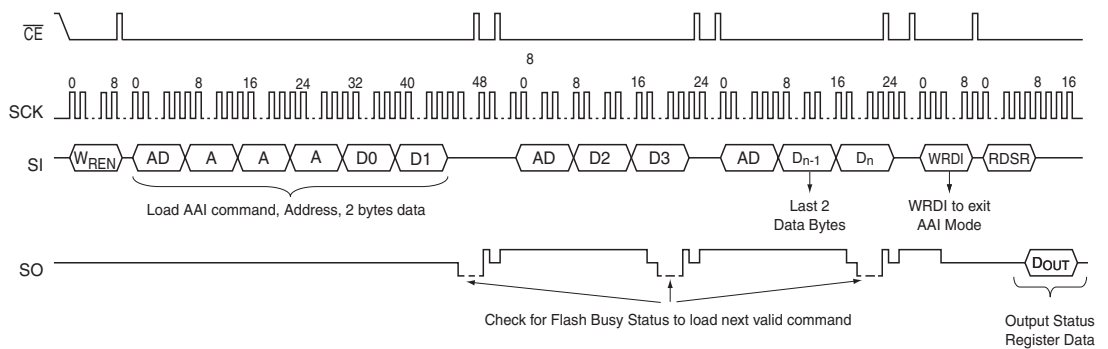 CE
8
0 8 0 8 16 24 32 40 48 0 8 16 24 0 8 16 24 0 8 0 8 16
SCK
SI WREN AD A A A D0 D1 AD D2 D3 AD Dn-1 Dn WRDI RDSR
Load AAI command, Address, 2 bytes data
Last 2
Data Bytes
WRDI to exit
AAI Mode
SO DOUT
Check for Flash Busy Status to load next valid command
Output Status
Register Data